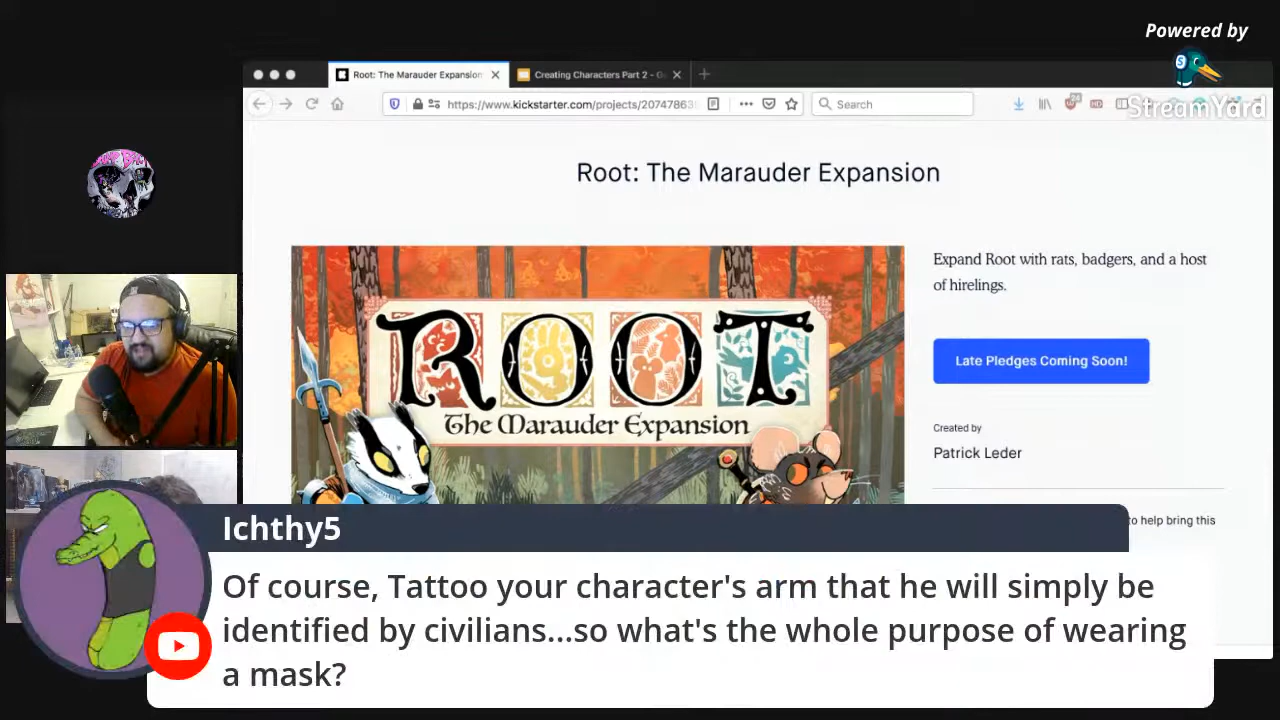 Powered by
StreamYard
Root: The Marauder Expansion
Creating Characters Part 2 - G
https://www.kickstarter.com/projects/20747863
Search
Root: The Marauder Expansion
Expand Root with rats, badgers, and a host
of hirelings.
ROOT
The Marauder Expansion
Late Pledges Coming Soon!
Created by
Patrick Leder
to help bring this
Ichthy5
Of course, Tattoo your character's arm that he will simply be
identified by civilians...so what's the whole purpose of wearing
a mask?